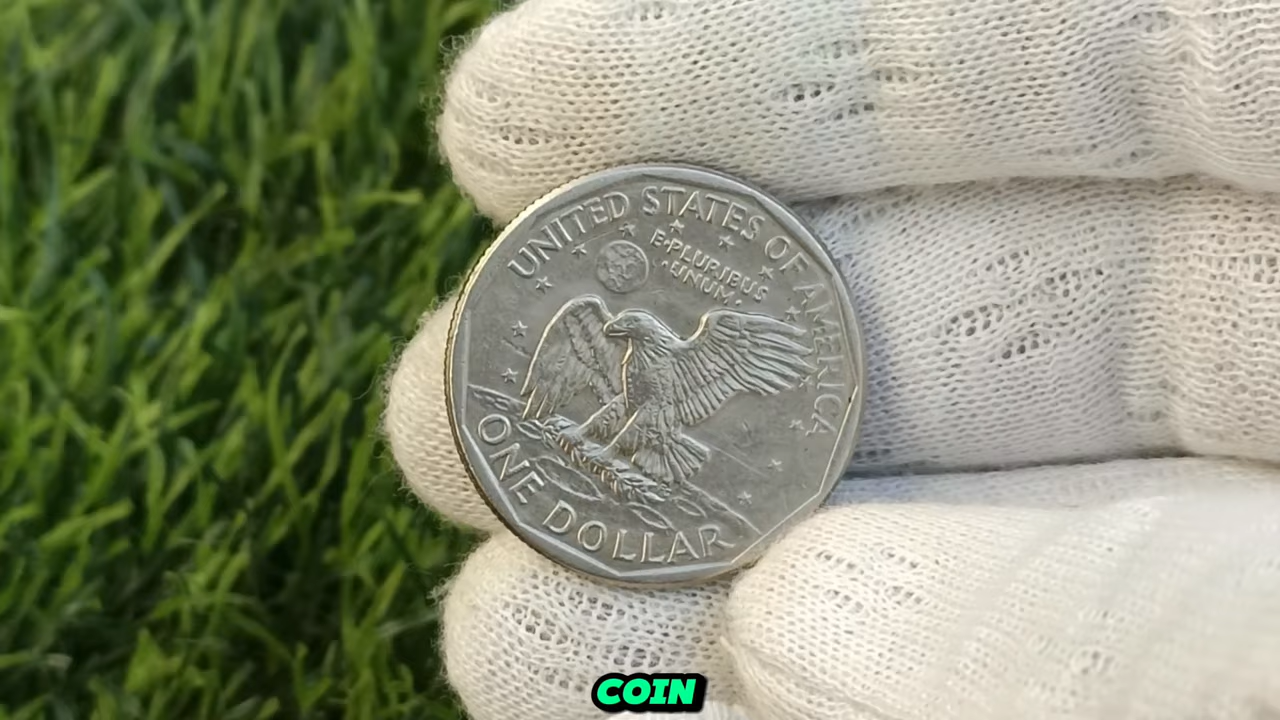 UNITED STATES OF AMERICA
E·PLURIBUS
·UNUM·
ONE DOLLAR
COIN